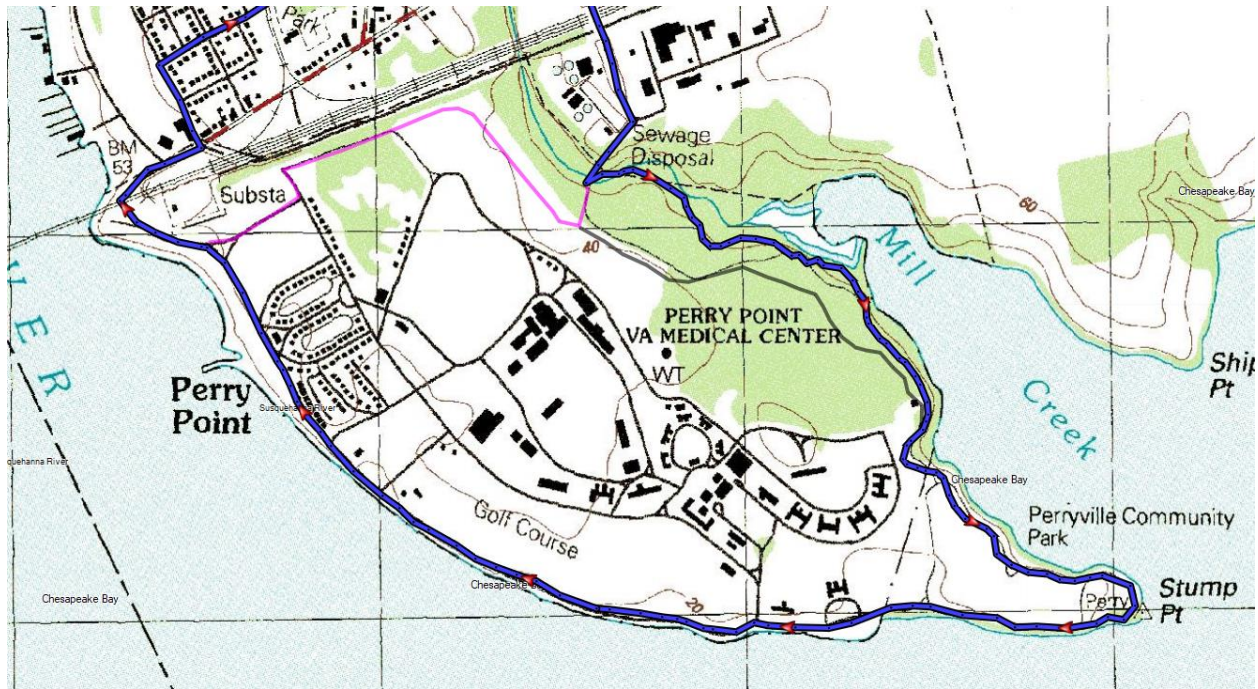 Park
BM
53
Substa
Sewage
Disposal
60
Chesapeake Bay
Mill
Creek
40
PERRY POINT
VA MEDICAL CENTER
WT
Ship
Pt
VER
Perry
Point
Susquehanna River
quehanna River
Golf Course
Chesapeake Bay
Perryville Community
Park
Chesapeake B
Chesapeake Bay
20
Perry
Stump
Pt